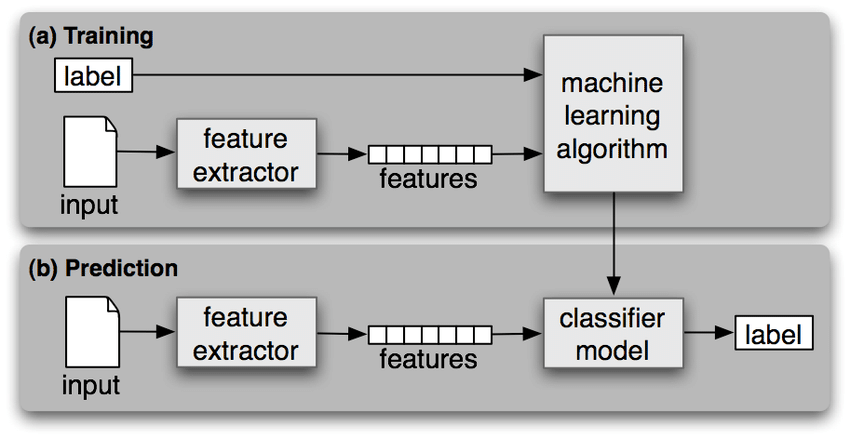 (a) Training
label
machine
learning
algorithm
feature
extractor
features
input
(b) Prediction
feature
extractor
features
input
classifier
model
label